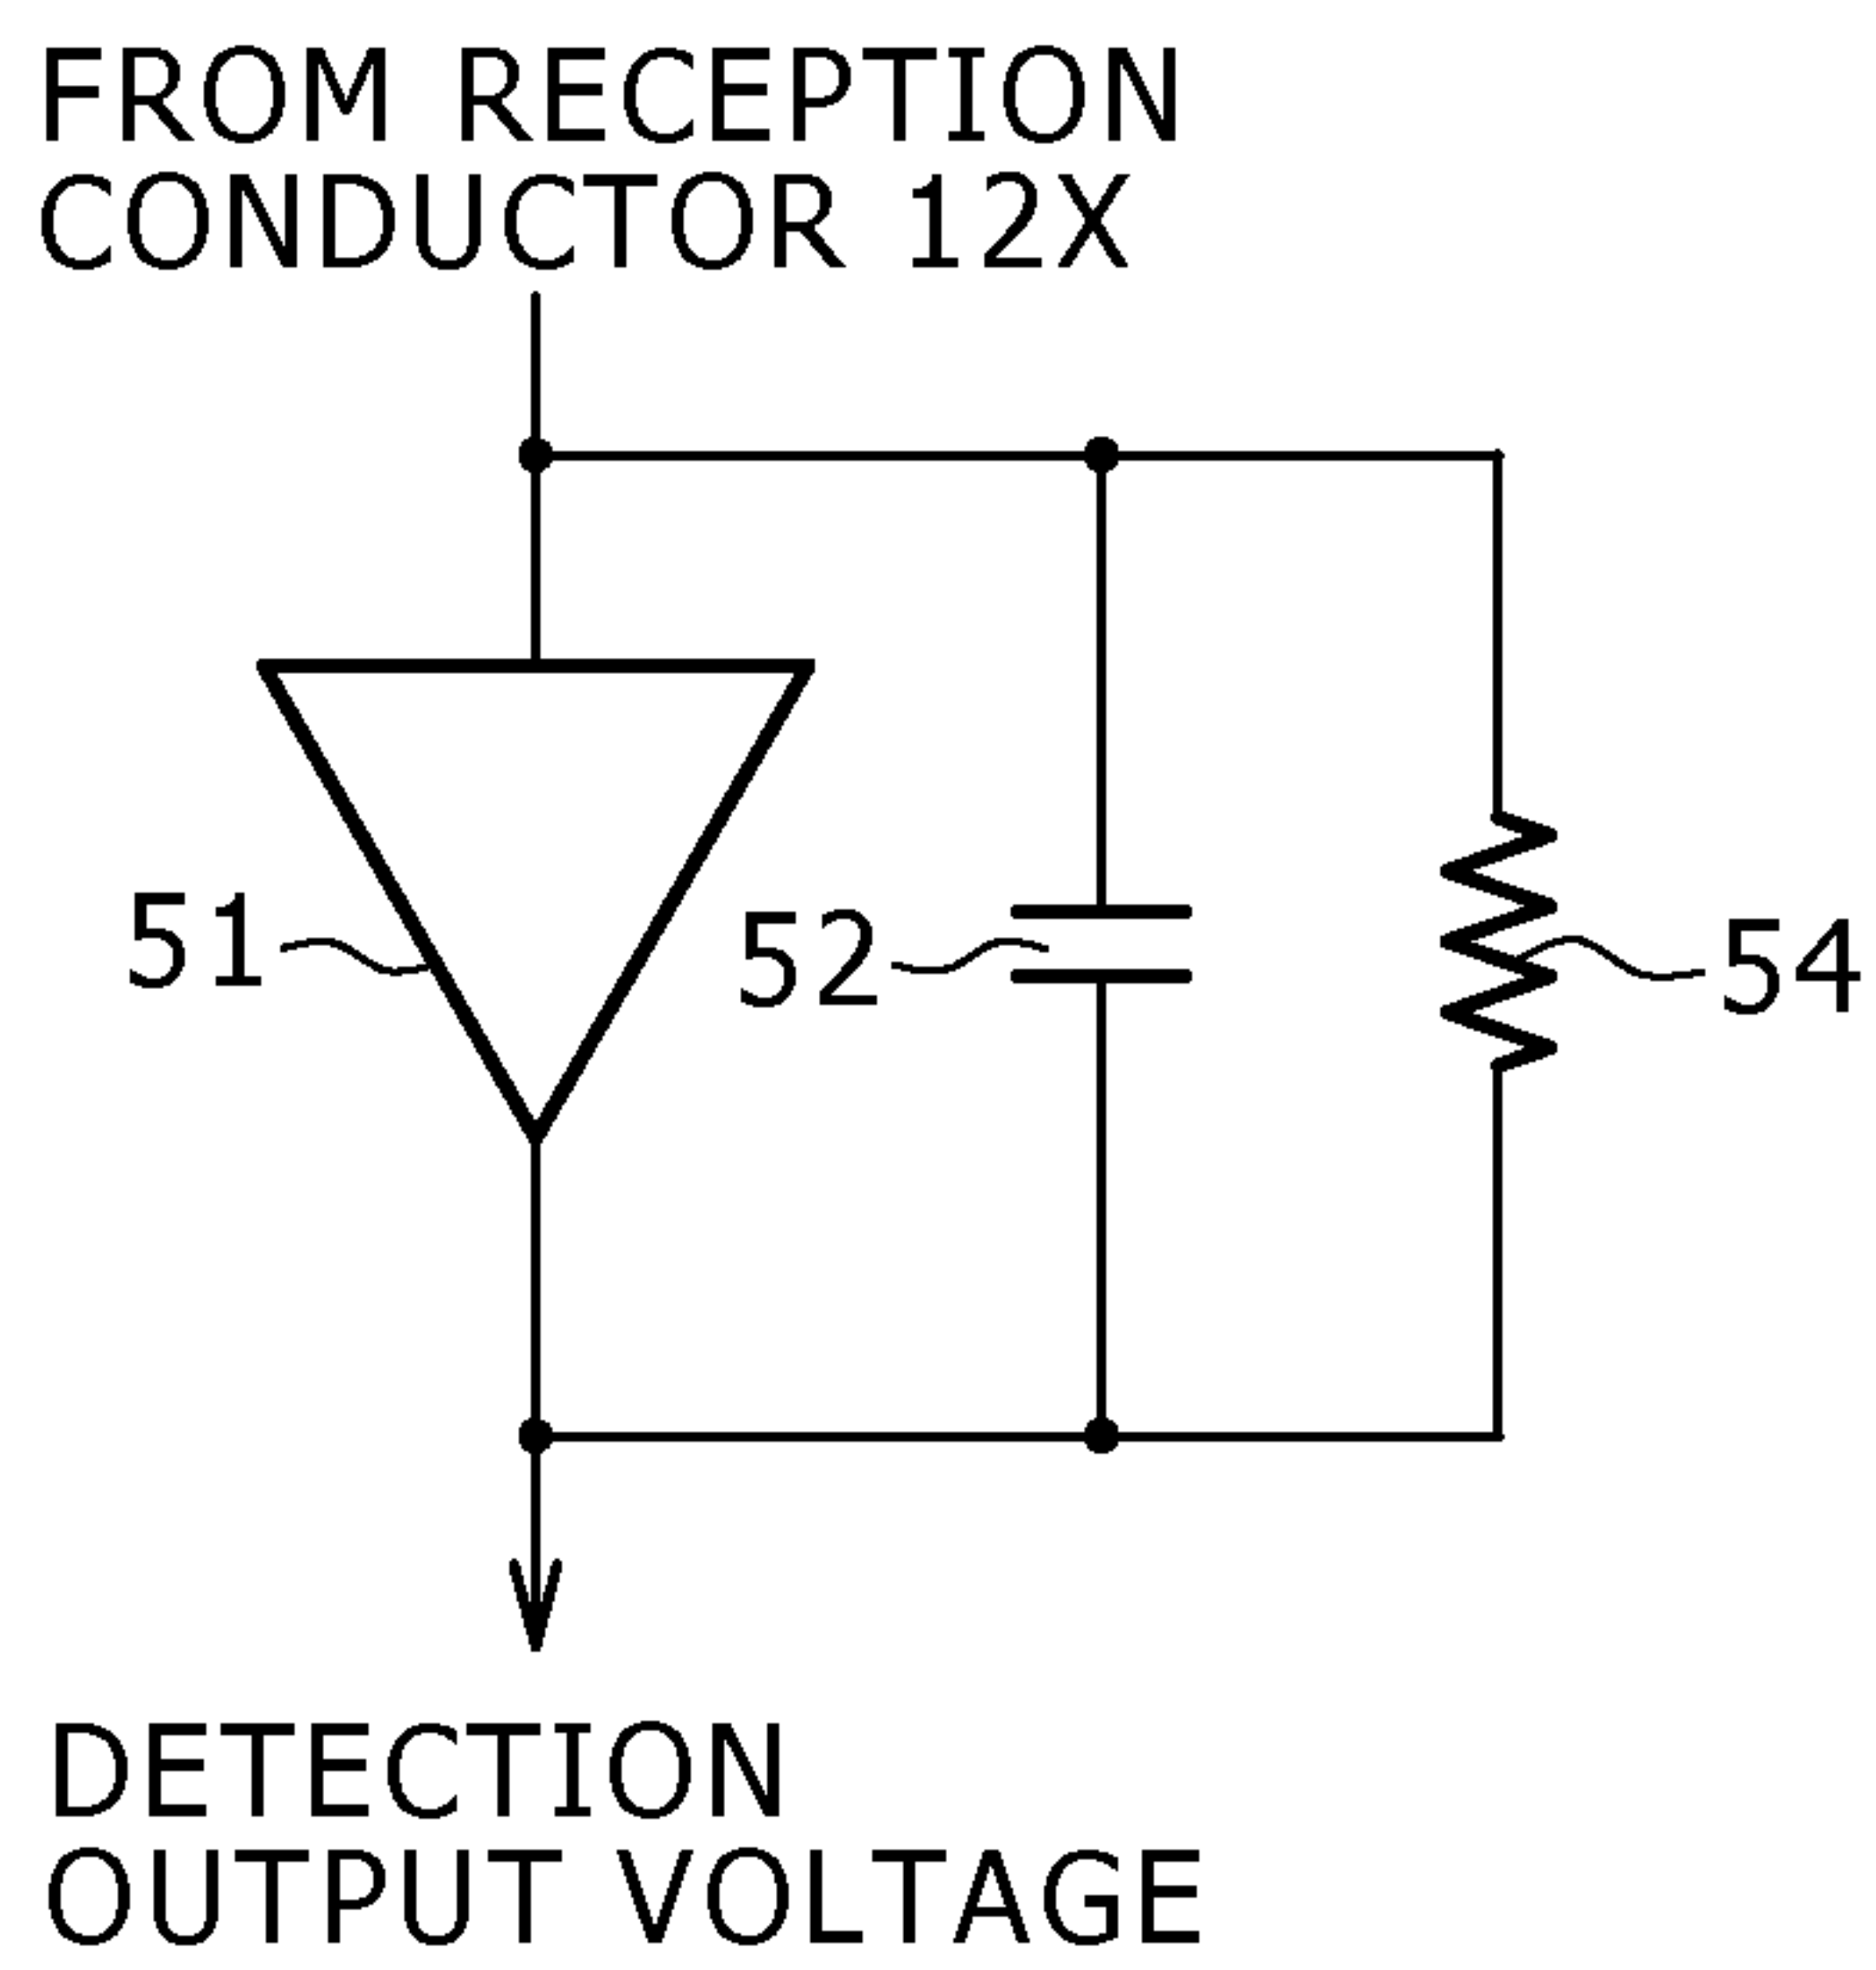 FROM RECEPTION
CONDUCTOR 12X
51
52
54
DETECTION
OUTPUT VOLTAGE